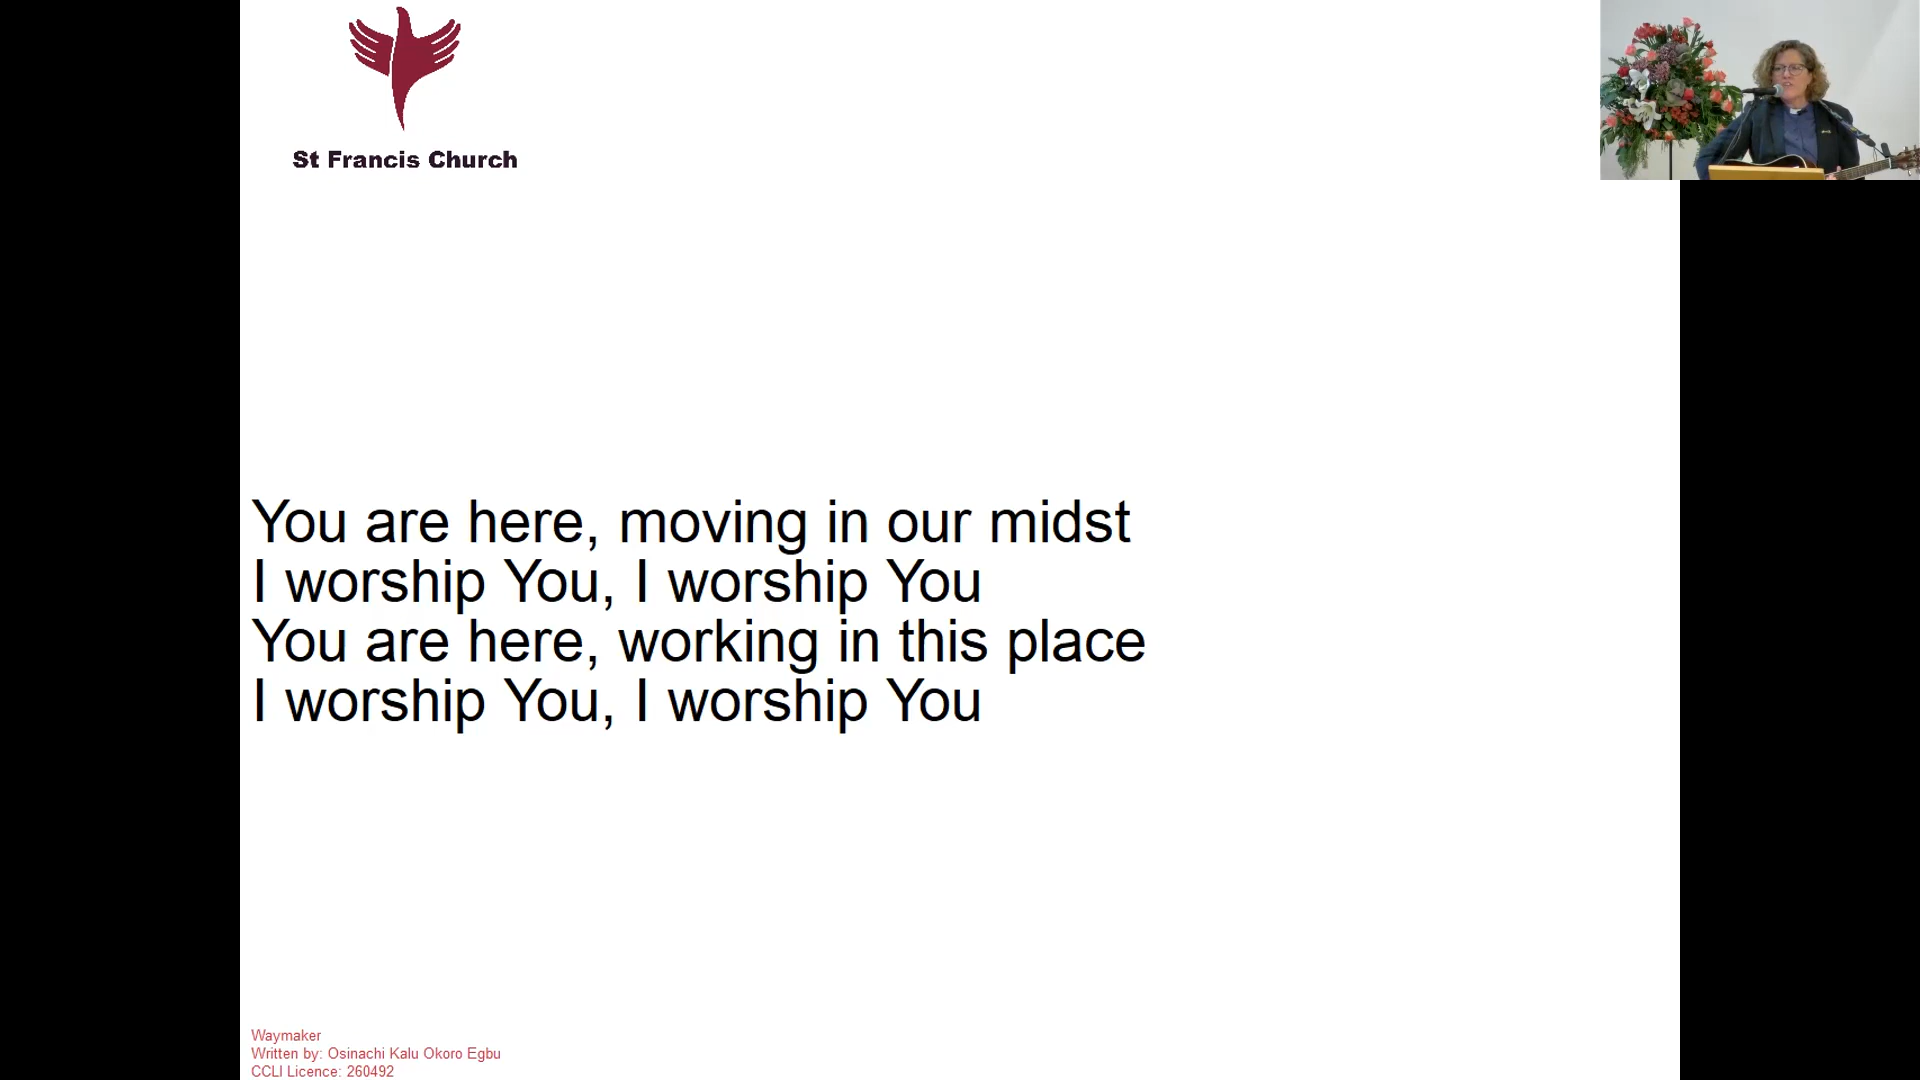 St Francis Church
You are here, moving in our midst
I worship You, I worship You
You are here, working in this place
I worship You, I worship You
Waymaker
Written by: Osinachi Kalu Okoro Egbu
CCLI Licence: 260492